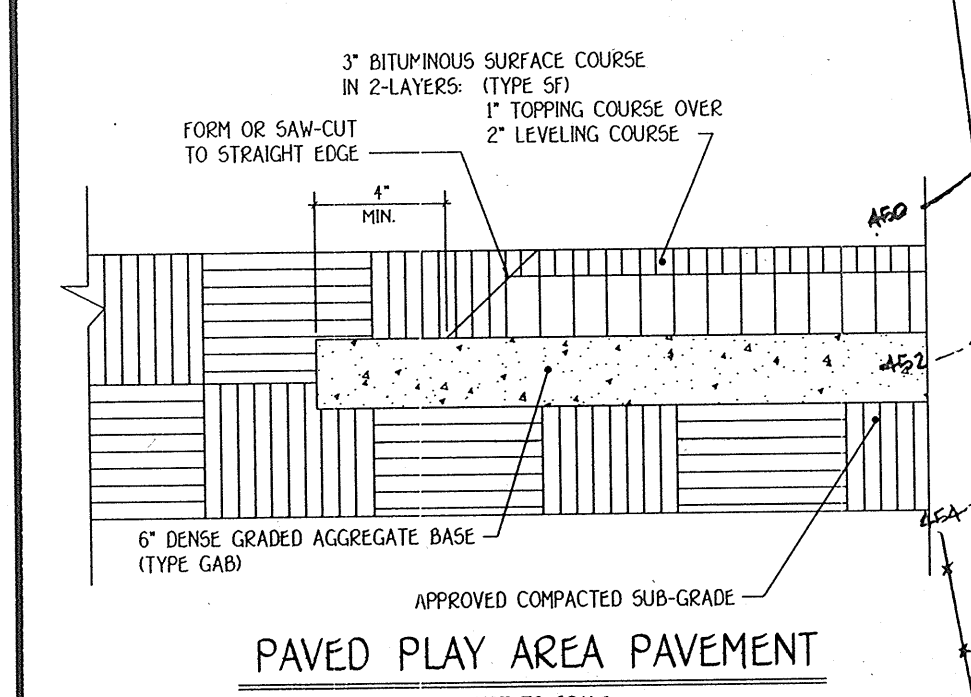 3" BITUMINOUS SURFACE COURSE
IN 2-LAYERS: (TYPE SF)
1" TOPPING COURSE OVER
2" LEVELING COURSE
FORM OR SAW-CUT
TO STRAIGHT EDGE
4"
MIN.
450
452
454
6" DENSE GRADED AGGREGATE BASE
(TYPE GAB)
APPROVED COMPACTED SUB-GRADE
PAVED PLAY AREA PAVEMENT